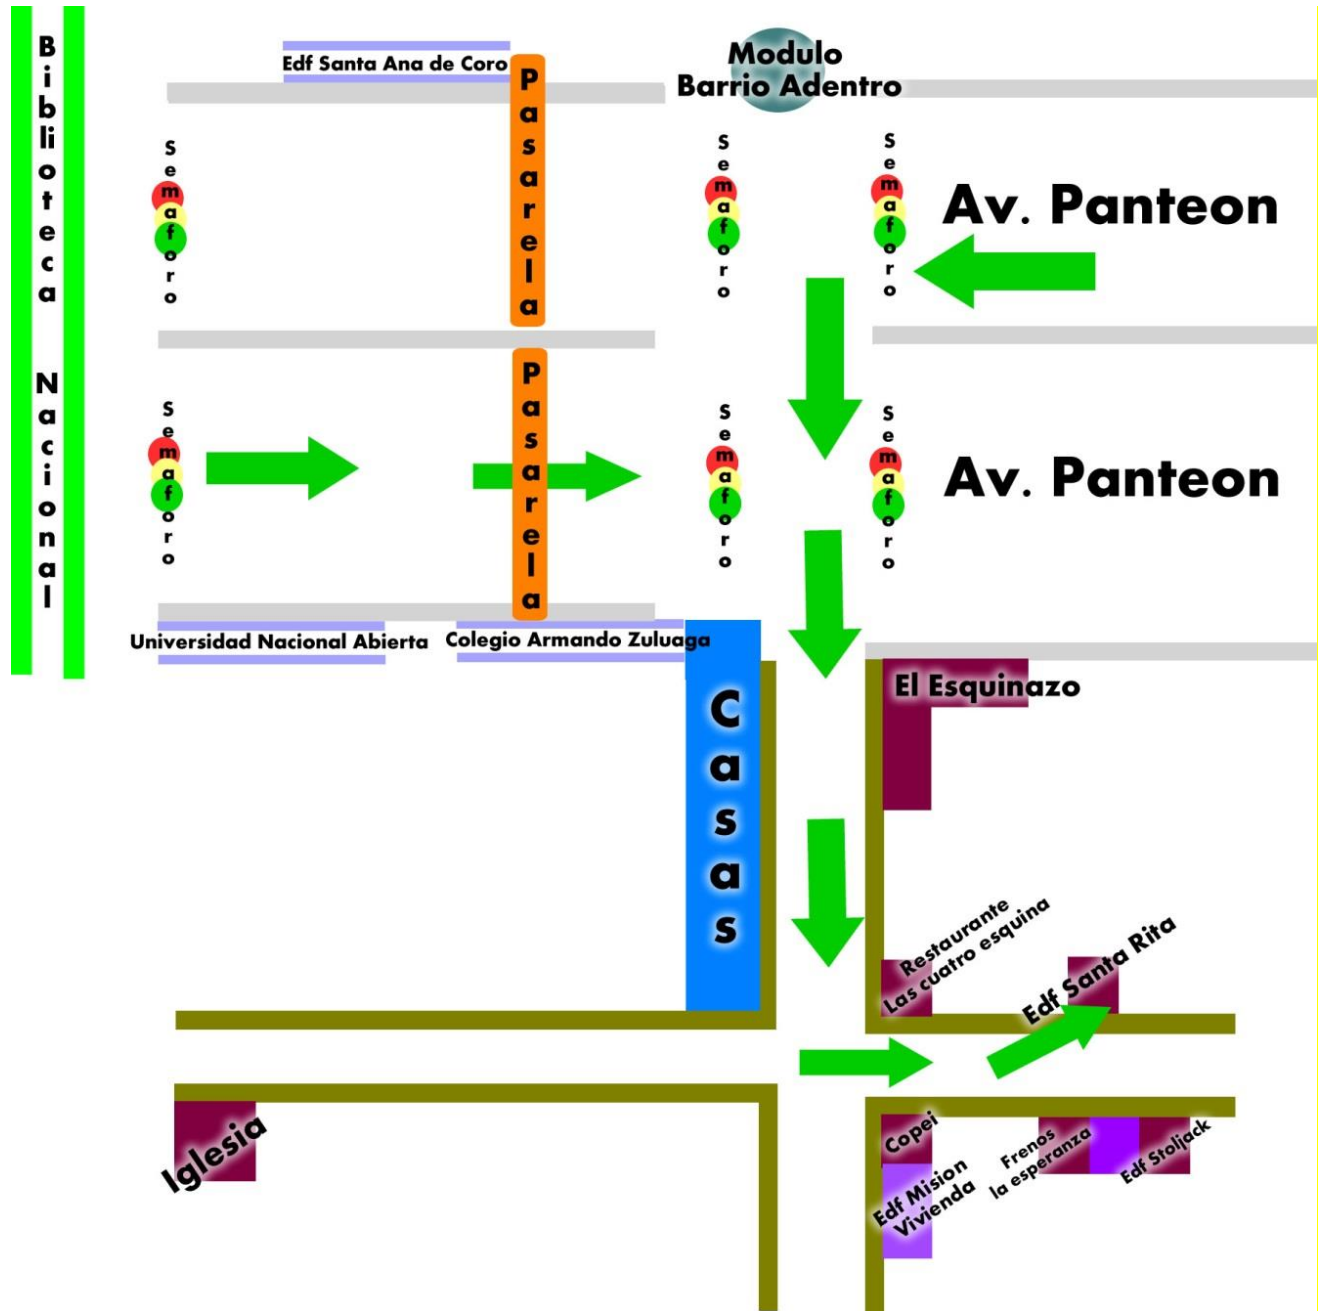 Biblioteca Nacional
Edf Santa Ana de Coro
Pasarela
Modulo
Barrio Adentro
Semaforo
Semaforo
Semaforo
Av. Panteon
Semaforo
Pasarela
Semaforo
Semaforo
Av. Panteon
Universidad Nacional Abierta
Colegio Armando Zuluaga
Casas
El Esquinazo
Restaurante
Las cuatro esquina
Edf Santa Rita
Iglesia
Copei
Edf Mision
Vivienda
Frenos
la esperanza
Edf Stoljack